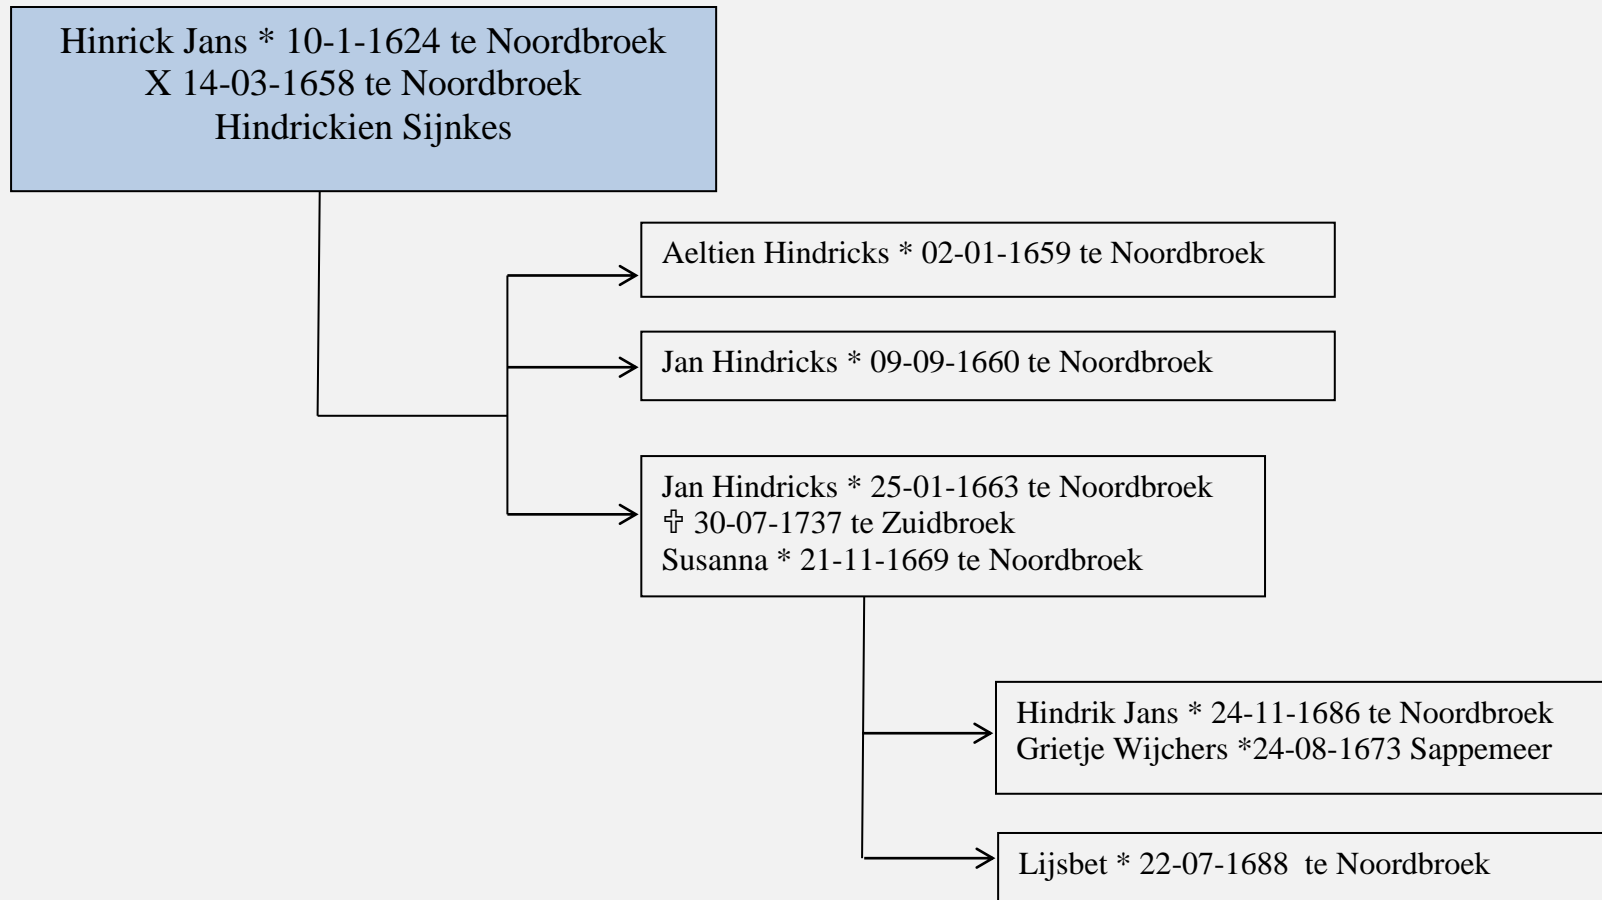 Hinrick Jans * 10-1-1624 te Noordbroek
X 14-03-1658 te Noordbroek
Hindrickien Sijnkes
Aeltien Hindricks * 02-01-1659 te Noordbroek
Jan Hindricks * 09-09-1660 te Noordbroek
Jan Hindricks * 25-01-1663 te Noordbroek
✞ 30-07-1737 te Zuidbroek
Susanna * 21-11-1669 te Noordbroek
Hindrik Jans * 24-11-1686 te Noordbroek
Grietje Wijchers *24-08-1673 Sappemeer
Lijsbet * 22-07-1688  te Noordbroek